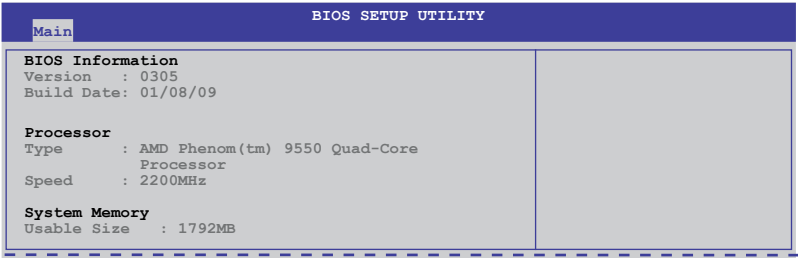 BIOS SETUP UTILITY
Main
BIOS Information
Version : 0305
Build Date: 01/08/09
Processor
Type : AMD Phenom(tm) 9550 Quad-Core
Processor
Speed : 2200MHz
System Memory
Usable Size : 1792MB